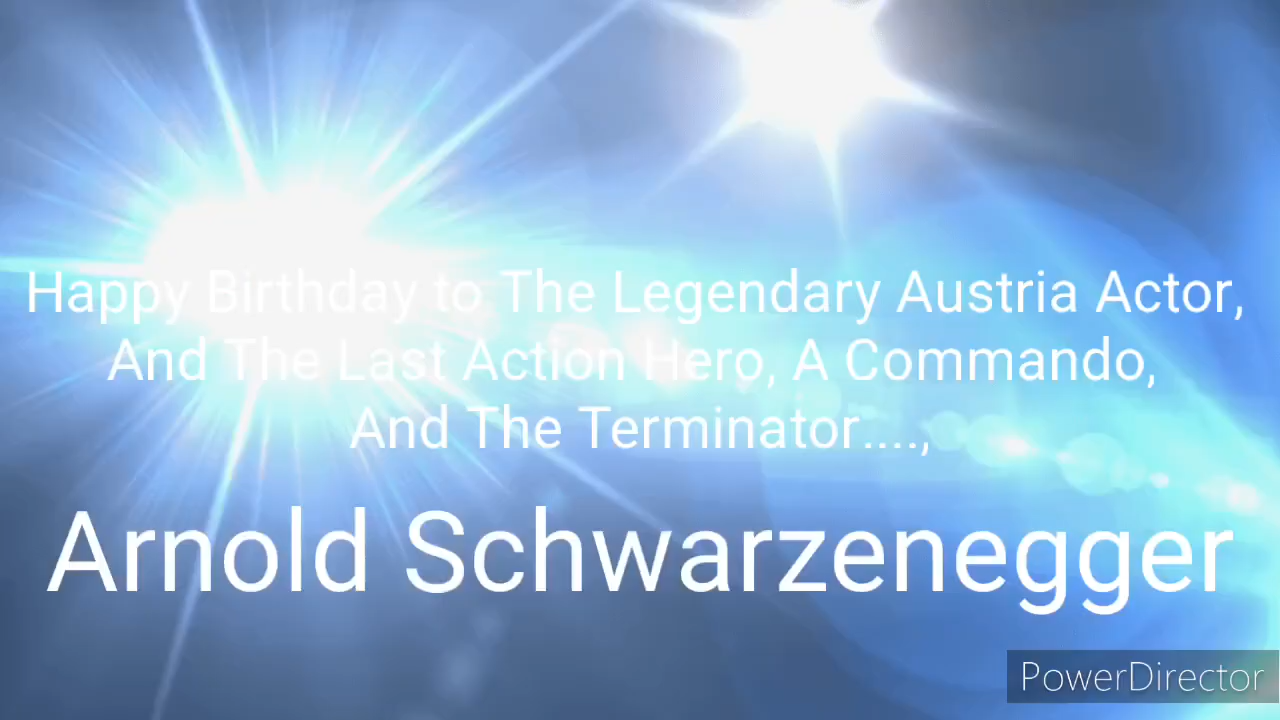 Happy Birthday to The Legendary Austria Actor,
And The Last Action Hero, A Commando,
And The Terminator....,
Arnold Schwarzenegger
PowerDirector